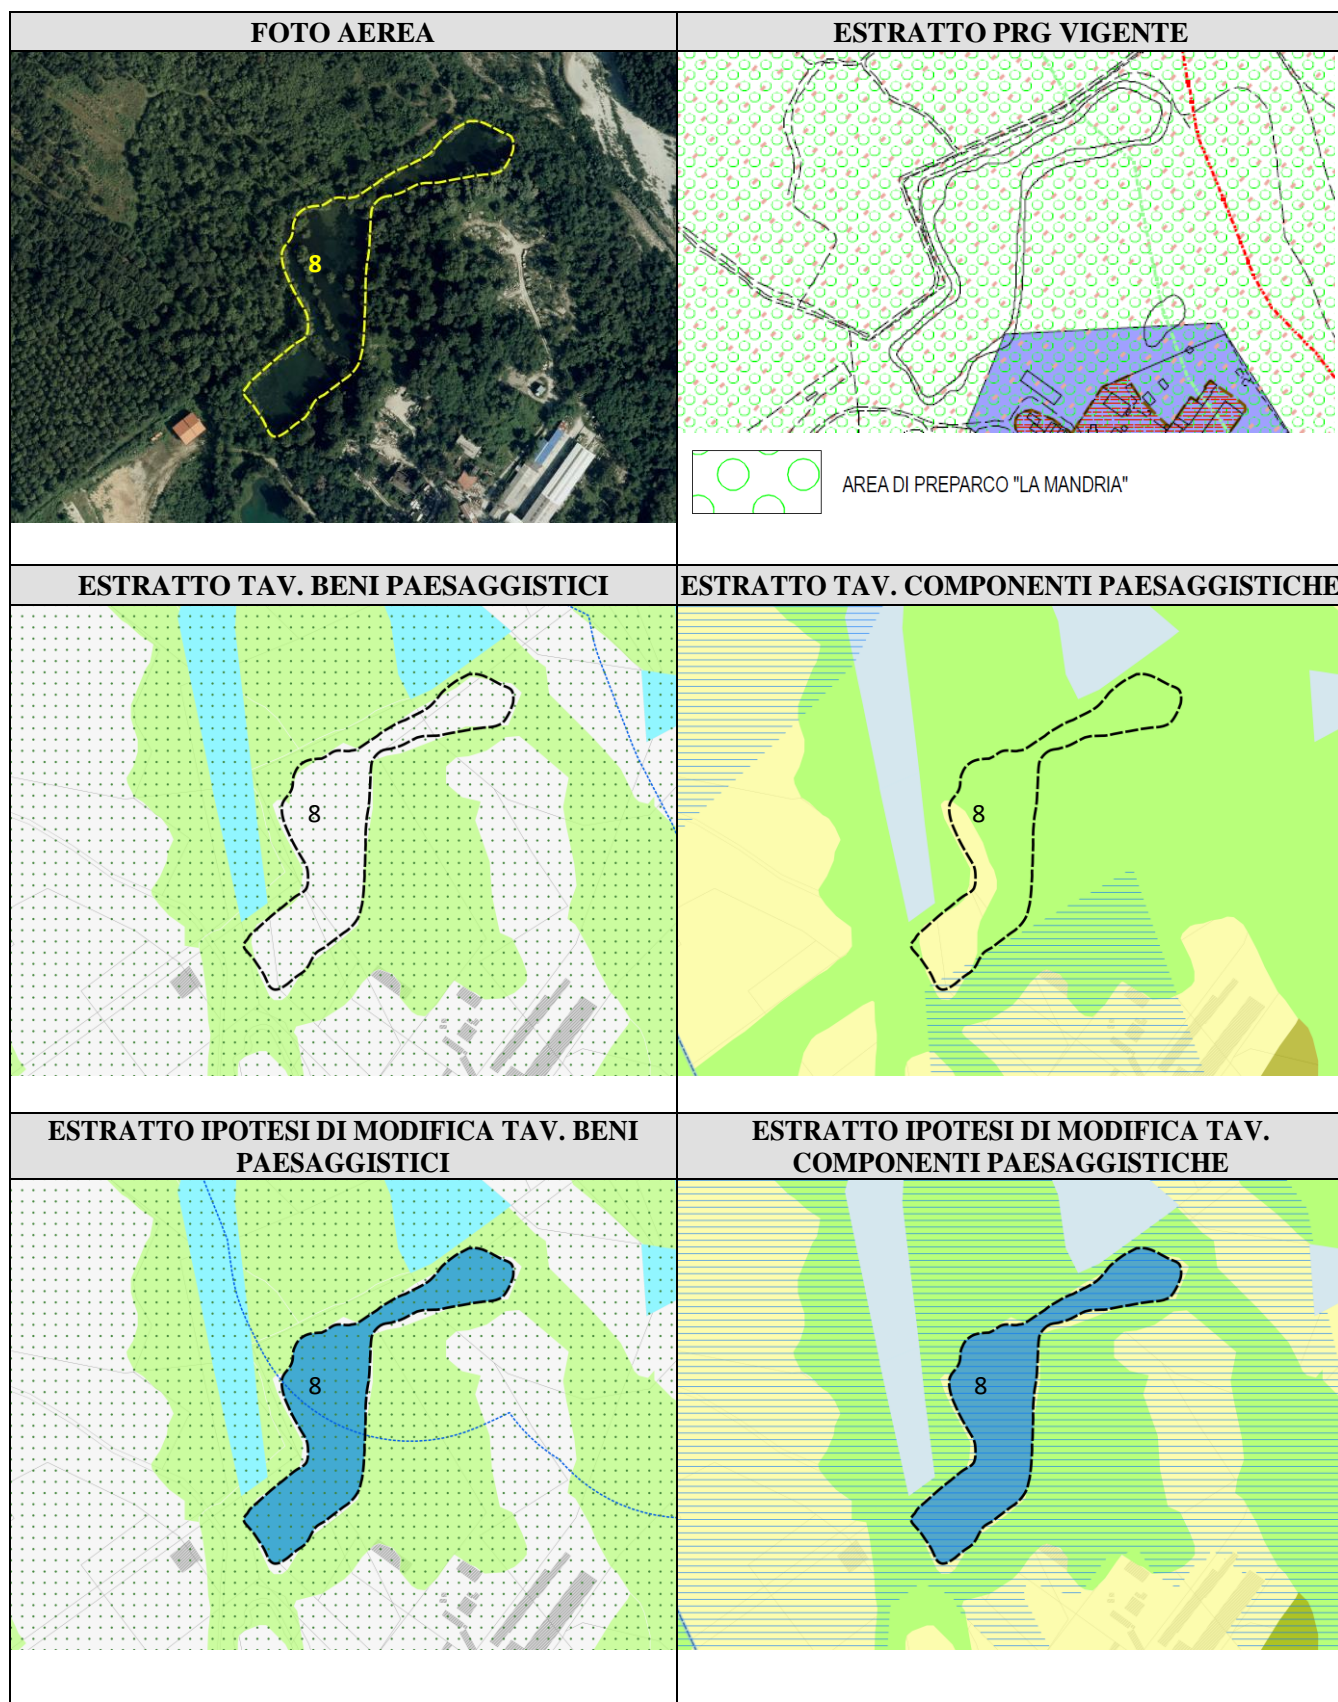 FOTO AEREA
ESTRATTO PRG VIGENTE
8
AREA DI PREPARCO "LA MANDRIA"
ESTRATTO TAV. BENI PAESAGGISTICI
ESTRATTO TAV. COMPONENTI PAESAGGISTICHE
8
8
ESTRATTO IPOTESI DI MODIFICA TAV. BENI
PAESAGGISTICI
ESTRATTO IPOTESI DI MODIFICA TAV.
COMPONENTI PAESAGGISTICHE
8
8